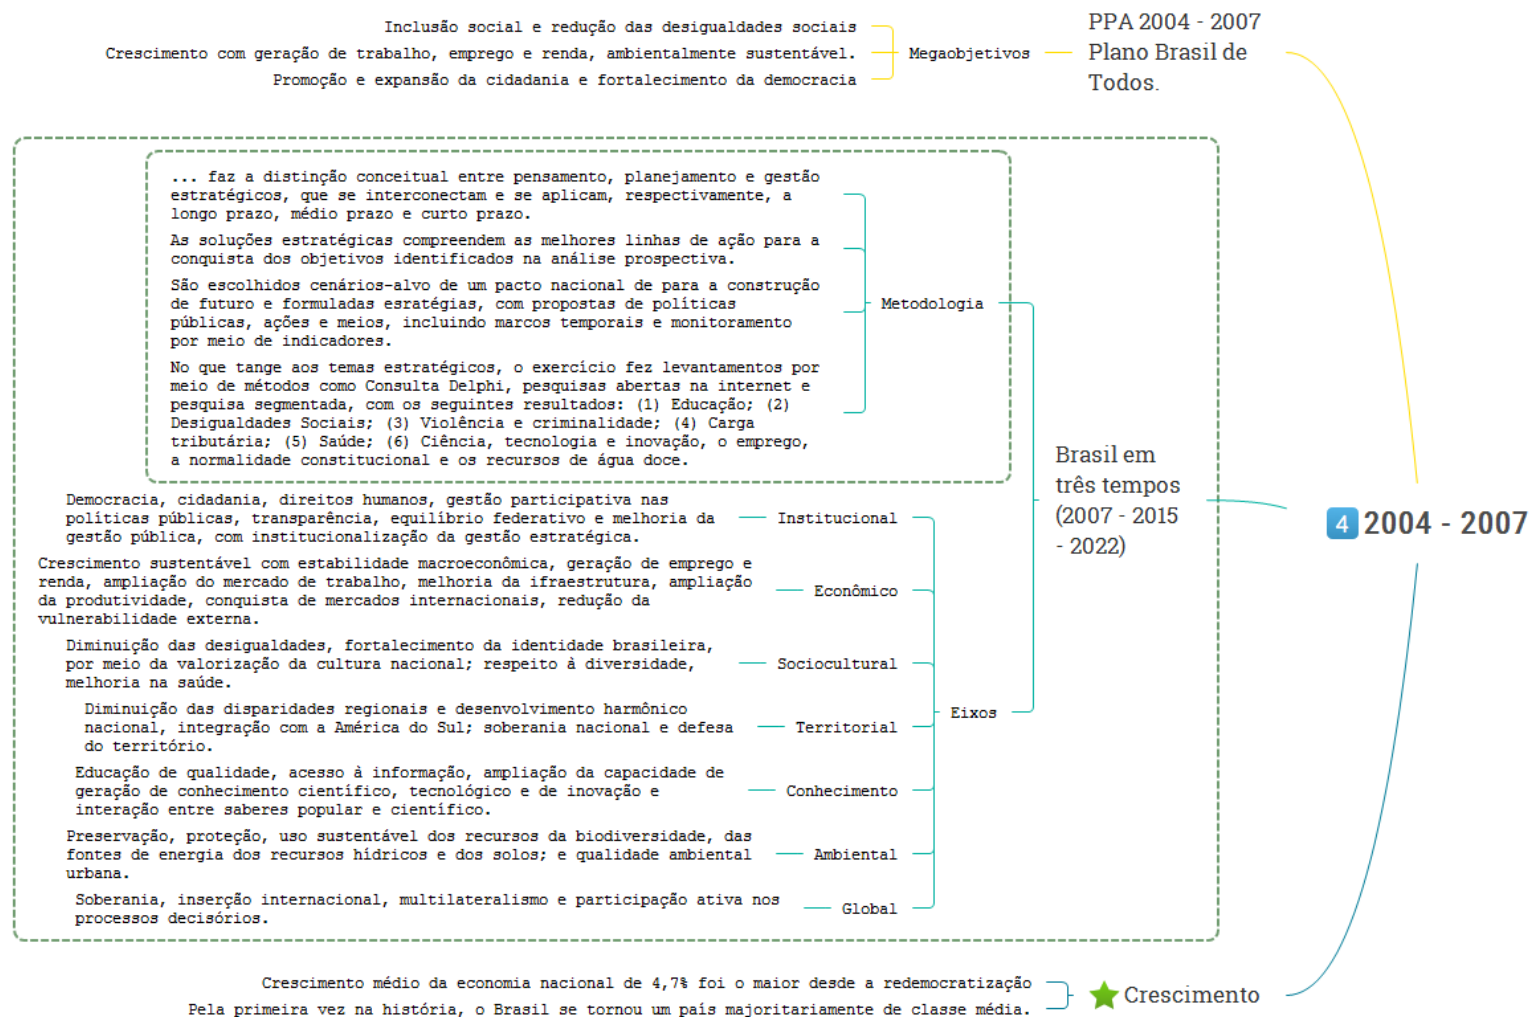 PPA 2004 - 2007
Plano Brasil de
Todos.
Megaobjetivos
Inclusão social e redução das desigualdades sociais
Crescimento com geração de trabalho, emprego e renda, ambientalmente sustentável.
Promoção e expansão da cidadania e fortalecimento da democracia
... faz a distinção conceitual entre pensamento, planejamento e gestão
estratégicos, que se interconectam e se aplicam, respectivamente, a
longo prazo, médio prazo e curto prazo.
As soluções estratégicas compreendem as melhores linhas de ação para a
conquista dos objetivos identificados na análise prospectiva.
São escolhidos cenários-alvo de um pacto nacional de para a construção
de futuro e formuladas esratégias, com propostas de políticas
públicas, ações e meios, incluindo marcos temporais e monitoramento
por meio de indicadores.
Metodologia
No que tange aos temas estratégicos, o exercício fez levantamentos por
meio de métodos como Consulta Delphi, pesquisas abertas na internet e
pesquisa segmentada, com os seguintes resultados: (1) Educação; (2)
Desigualdades Sociais; (3) Violência e criminalidade; (4) Carga
tributária; (5) Saúde; (6) Ciência, tecnologia e inovação, o emprego,
a normalidade constitucional e os recursos de água doce.
Brasil em
três tempos
(2007 - 2015
- 2022)
4 2004 - 2007
Democracia, cidadania, direitos humanos, gestão participativa nas
políticas públicas, transparência, equilíbrio federativo e melhoria da
gestão pública, com institucionalização da gestão estratégica.
Institucional
Crescimento sustentável com estabilidade macroeconômica, geração de emprego e
renda, ampliação do mercado de trabalho, melhoria da ifraestrutura, ampliação
da produtividade, conquista de mercados internacionais, redução da
vulnerabilidade externa.
Econômico
Diminuição das desigualdades, fortalecimento da identidade brasileira,
por meio da valorização da cultura nacional; respeito à diversidade,
melhoria na saúde.
Sociocultural
Diminuição das disparidades regionais e desenvolvimento harmônico
nacional, integração com a América do Sul; soberania nacional e defesa
do território.
Territorial
Eixos
Educação de qualidade, acesso à informação, ampliação da capacidade de
geração de conhecimento científico, tecnológico e de inovação e
interação entre saberes popular e científico.
Conhecimento
Preservação, proteção, uso sustentável dos recursos da biodiversidade, das
fontes de energia dos recursos hídricos e dos solos; e qualidade ambiental
urbana.
Ambiental
Soberania, inserção internacional, multilateralismo e participação ativa nos
processos decisórios.
Global
Crescimento médio da economia nacional de 4,7% foi o maior desde a redemocratização
Pela primeira vez na história, o Brasil se tornou um país majoritariamente de classe média.
Crescimento